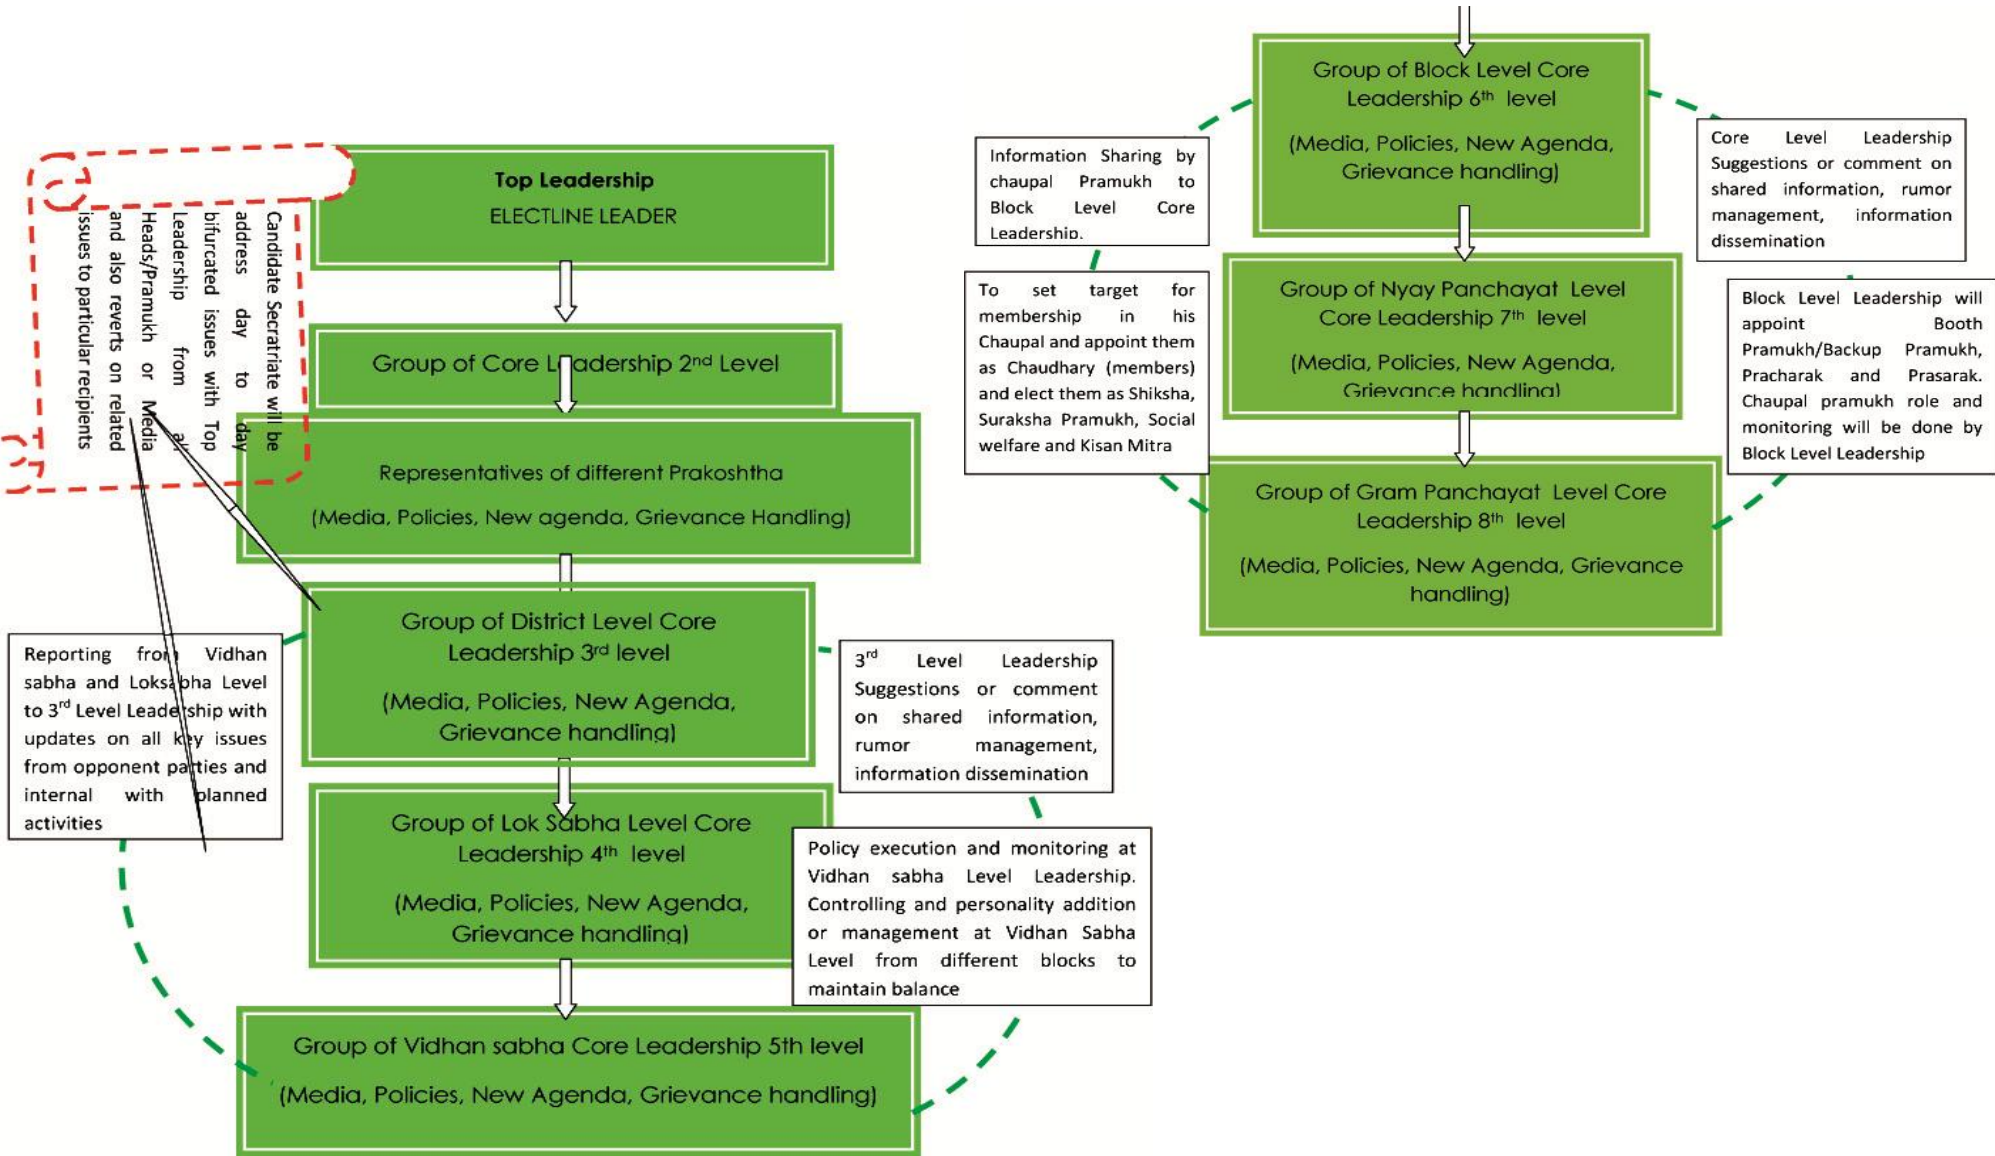 Top Leadership
ELECTLINE LEADER
Candidate Secratriate will be
address day to day
bifurcated issues with Top
Leadership from
Heads/Pramukh or Media
and also reverts on related
issues to particular recipients
Group of Core Leadership 2nd Level
Representatives of different Prakoshtha
(Media, Policies, New agenda, Grievance Handling)
Group of District Level Core
Leadership 3rd level
(Media, Policies, New Agenda,
Grievance handling)
Reporting from Vidhan
sabha and Loksabha Level
to 3rd Level Leadership with
updates on all key issues
from opponent parties and
internal with planned
activities
3rd Level Leadership
Suggestions or comment
on shared information,
rumor management,
information dissemination
Group of Lok Sabha Level Core
Leadership 4th level
(Media, Policies, New Agenda,
Grievance handling)
Policy execution and monitoring at
Vidhan sabha Level Leadership.
Controlling and personality addition
or management at Vidhan Sabha
Level from different blocks to
maintain balance
Group of Vidhan sabha Core Leadership 5th level
(Media, Policies, New Agenda, Grievance handling)
Group of Block Level Core
Leadership 6th level
(Media, Policies, New Agenda,
Grievance handling)
Information Sharing by
chaupal Pramukh to
Block Level Core
Leadership.
Core Level Leadership
Suggestions or comment on
shared information, rumor
management, information
dissemination
To set target for
membership in his
Chaupal and appoint them
as Chaudhary (members)
and elect them as Shiksha,
Suraksha Pramukh, Social
welfare and Kisan Mitra
Group of Nyay Panchayat Level
Core Leadership 7th level
(Media, Policies, New Agenda,
Grievance handling)
Block Level Leadership will
appoint Booth
Pramukh/Backup Pramukh,
Pracharak and Prasarak.
Chaupal pramukh role and
monitoring will be done by
Block Level Leadership
Group of Gram Panchayat Level Core
Leadership 8th level
(Media, Policies, New Agenda, Grievance
handling)